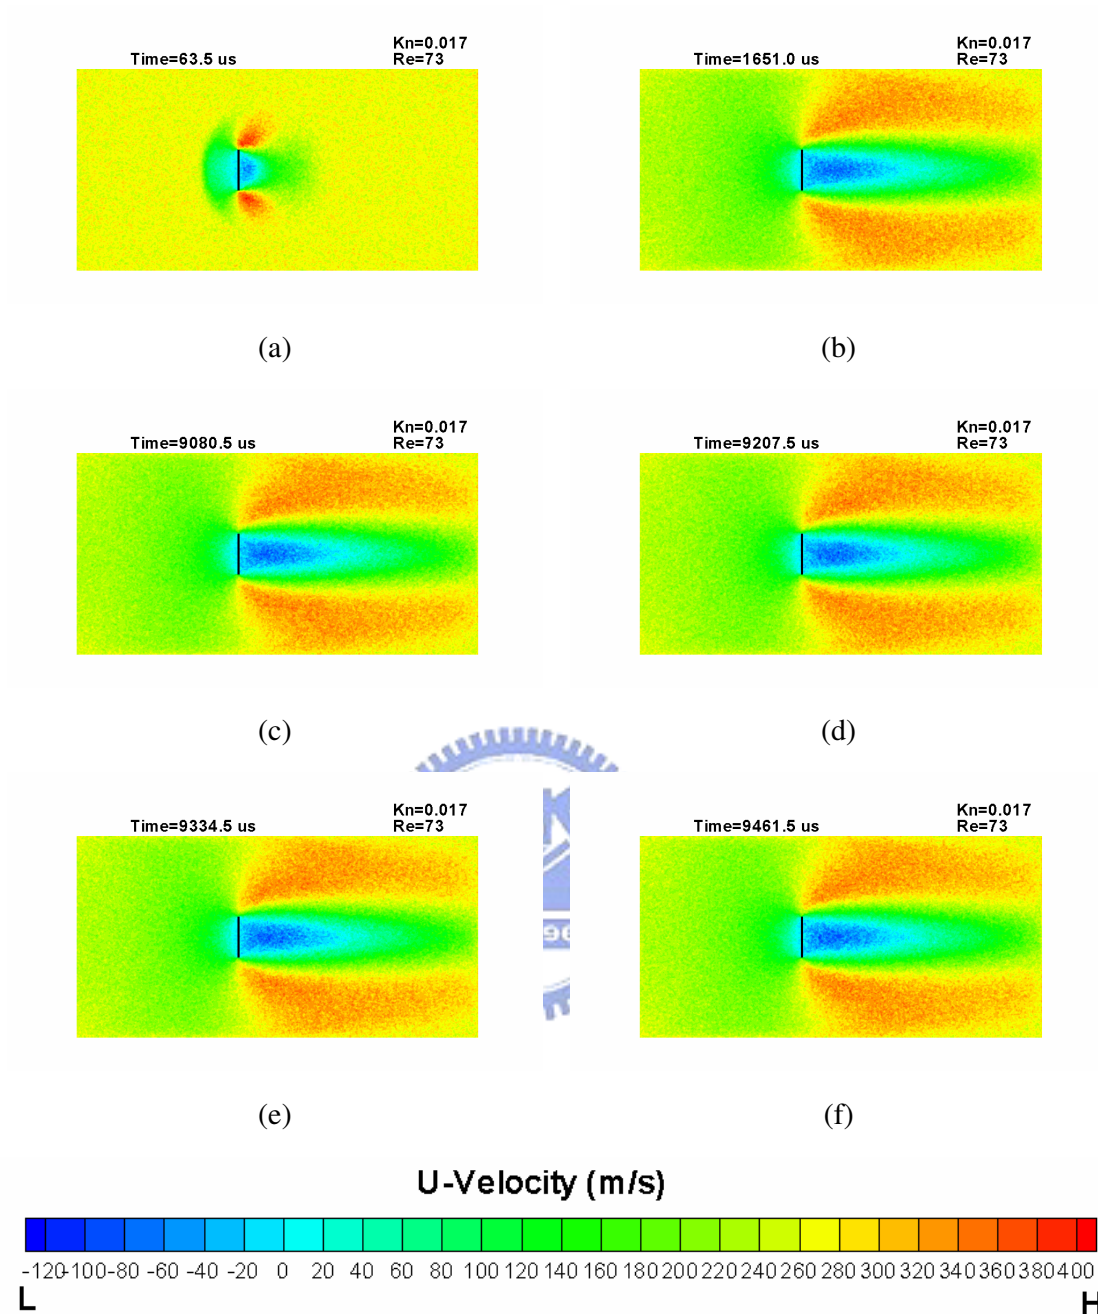 Time=63.5 us
Kn=0.017
Re=73
Time=1651.0 us
Kn=0.017
Re=73
(a)
(b)
Time=9080.5 us
Kn=0.017
Re=73
Time=9207.5 us
Kn=0.017
Re=73
(c)
(d)
Time=9334.5 us
Kn=0.017
Re=73
Time=9461.5 us
Kn=0.017
Re=73
96
(e)
(f)
U-Velocity (m/s)
-120 -100 -80 -60 -40 -20 0 20 40 60 80 100 120 140 160 180 200 220 240 260 280 300 320 340 360 380 400
L H